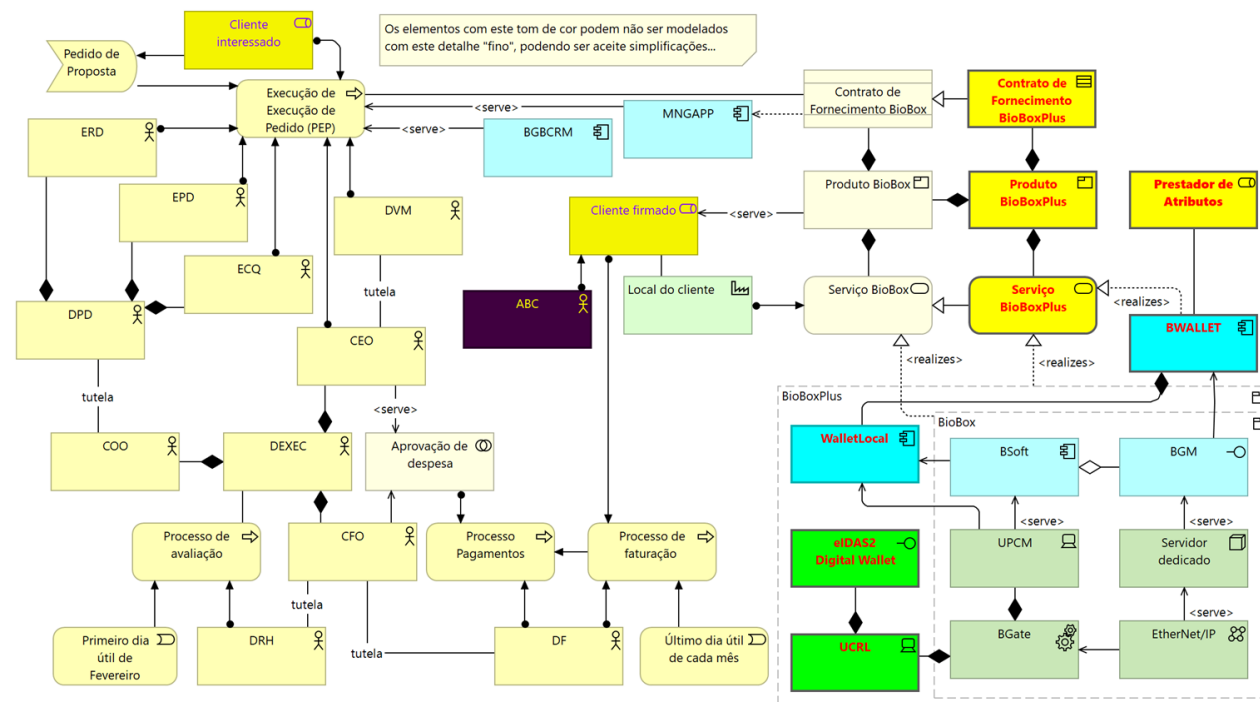 Cliente
interessado
Os elementos com este tom de cor podem não ser modelados
com este detalhe "fino", podendo ser aceite simplificações...
Pedido de
Proposta
Execução de
Execução de
Pedido (PEP)
<serve>
<serve>
MNGAPP
BGBCRM
Contrato de
Fornecimento BioBox
Contrato de
Fornecimento
BioBoxPlus
ERD
EPD
ECQ
DPD
DVM
tutela
CEO
Cliente firmado
<serve>
Produto BioBox
Produto
BioBoxPlus
Prestador de
Atributos
ABC
Local do cliente
Serviço BioBox
Serviço
BioBoxPlus
<realizes>
BWALLET
<realizes>
<realizes>
tutela
COO
DEXEC
<serve>
Aprovação de
despesa
Processo de
avaliação
CFO
Processo
Pagamentos
Processo de
faturação
tutela
tutela
Primeiro dia
útil de
Fevereiro
DRH
DF
Último dia útil
de cada mês
BioBoxPlus
BioBox
WalletLocal
BSoft
BGM
<serve>
<serve>
eIDAS2
Digital Wallet
UPCM
Servidor
dedicado
<serve>
UCRL
BGate
EtherNet/IP